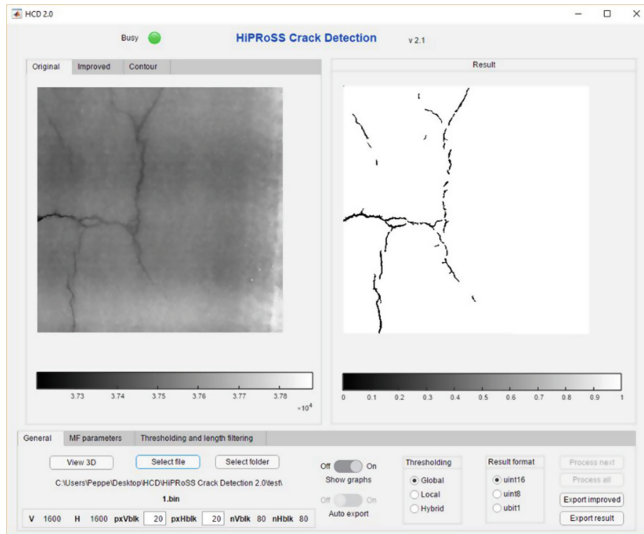 HCD 2.0
Busy HiPRoSS Crack Detection v 2.1
Original Improved Contour
Result
3.73 3.74 3.75 3.76 3.77 3.78
×10⁴
0 0.1 0.2 0.3 0.4 0.5 0.6 0.7 0.8 0.9 1
General MF parameters Thresholding and length filtering
View 3D Select file Select folder
C:\Users\Peppe\Desktop\HCD\HiPRoSS Crack Detection 2.0\test\
1.bin
V 1600 H 1600 pxVblk 20 pxHblk 20 nVblk 80 nHblk 80
Off On
Show graphs
Off On
Auto export
Thresholding
Global
Local
Hybrid
Result format
uint16
uint8
ubit1
Process next
Process all
Export improved
Export result